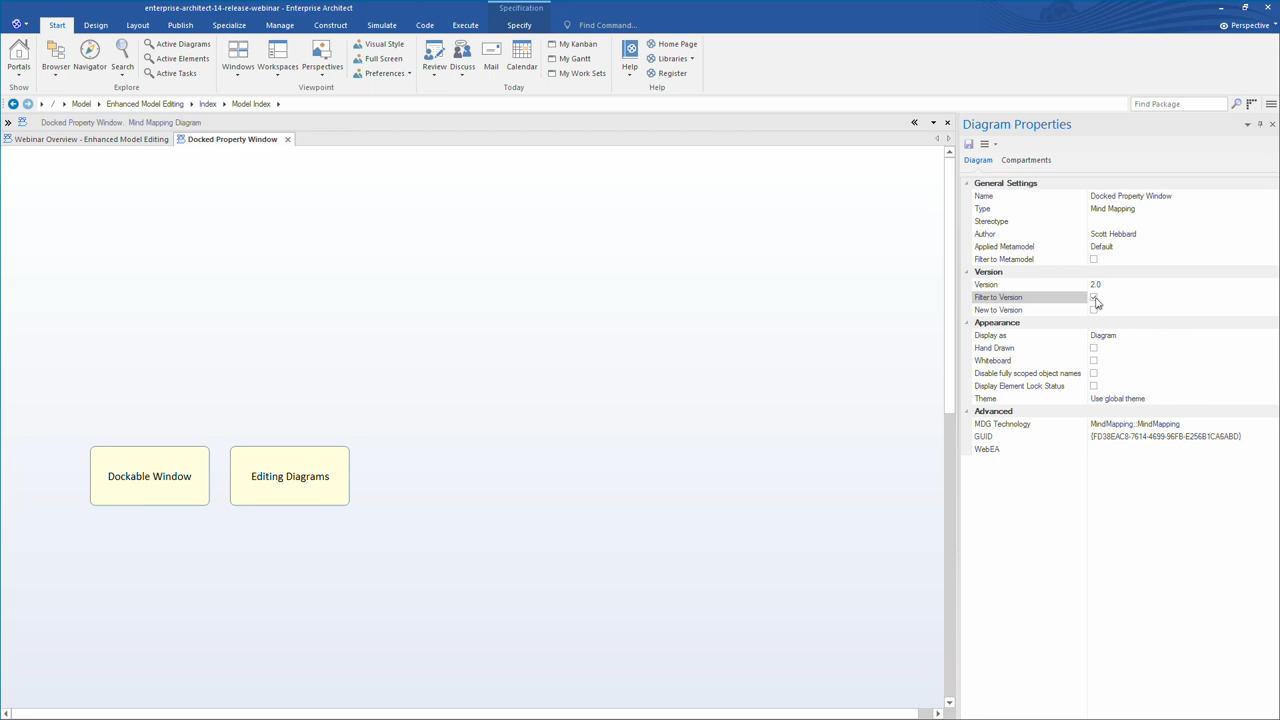 enterprise-architect-14-release-webinar - Enterprise Architect
Specification
Start Design Layout Publish Specialize Manage Construct Simulate Code Execute Specify Find Command... Perspective
Portals Browser Navigator Search Active Diagrams Active Elements Active Tasks
Windows Workspaces Perspectives Visual Style Full Screen Preferences
Review Discuss Mail Calendar My Kanban My Gantt My Work Sets
Help Home Page Libraries Register
Show Explore Viewpoint Today Help
/ Model Enhanced Model Editing Index Model Index Find Package
Docked Property Window: Mind Mapping Diagram
Webinar Overview - Enhanced Model Editing Docked Property Window
Dockable Window
Editing Diagrams
Diagram Properties
Diagram Compartments
General Settings
Name Docked Property Window
Type Mind Mapping
Stereotype
Author Scott Hebbard
Applied Metamodel Default
Filter to Metamodel
Version
Version 2.0
Filter to Version
New to Version
Appearance
Display as Diagram
Hand Drawn
Whiteboard
Disable fully scoped object names
Display Element Lock Status
Theme Use global theme
Advanced
MDG Technology MindMapping::MindMapping
GUID {FD38EAC8-7614-4699-96FB-E256B1CA6ABD}
WebEA